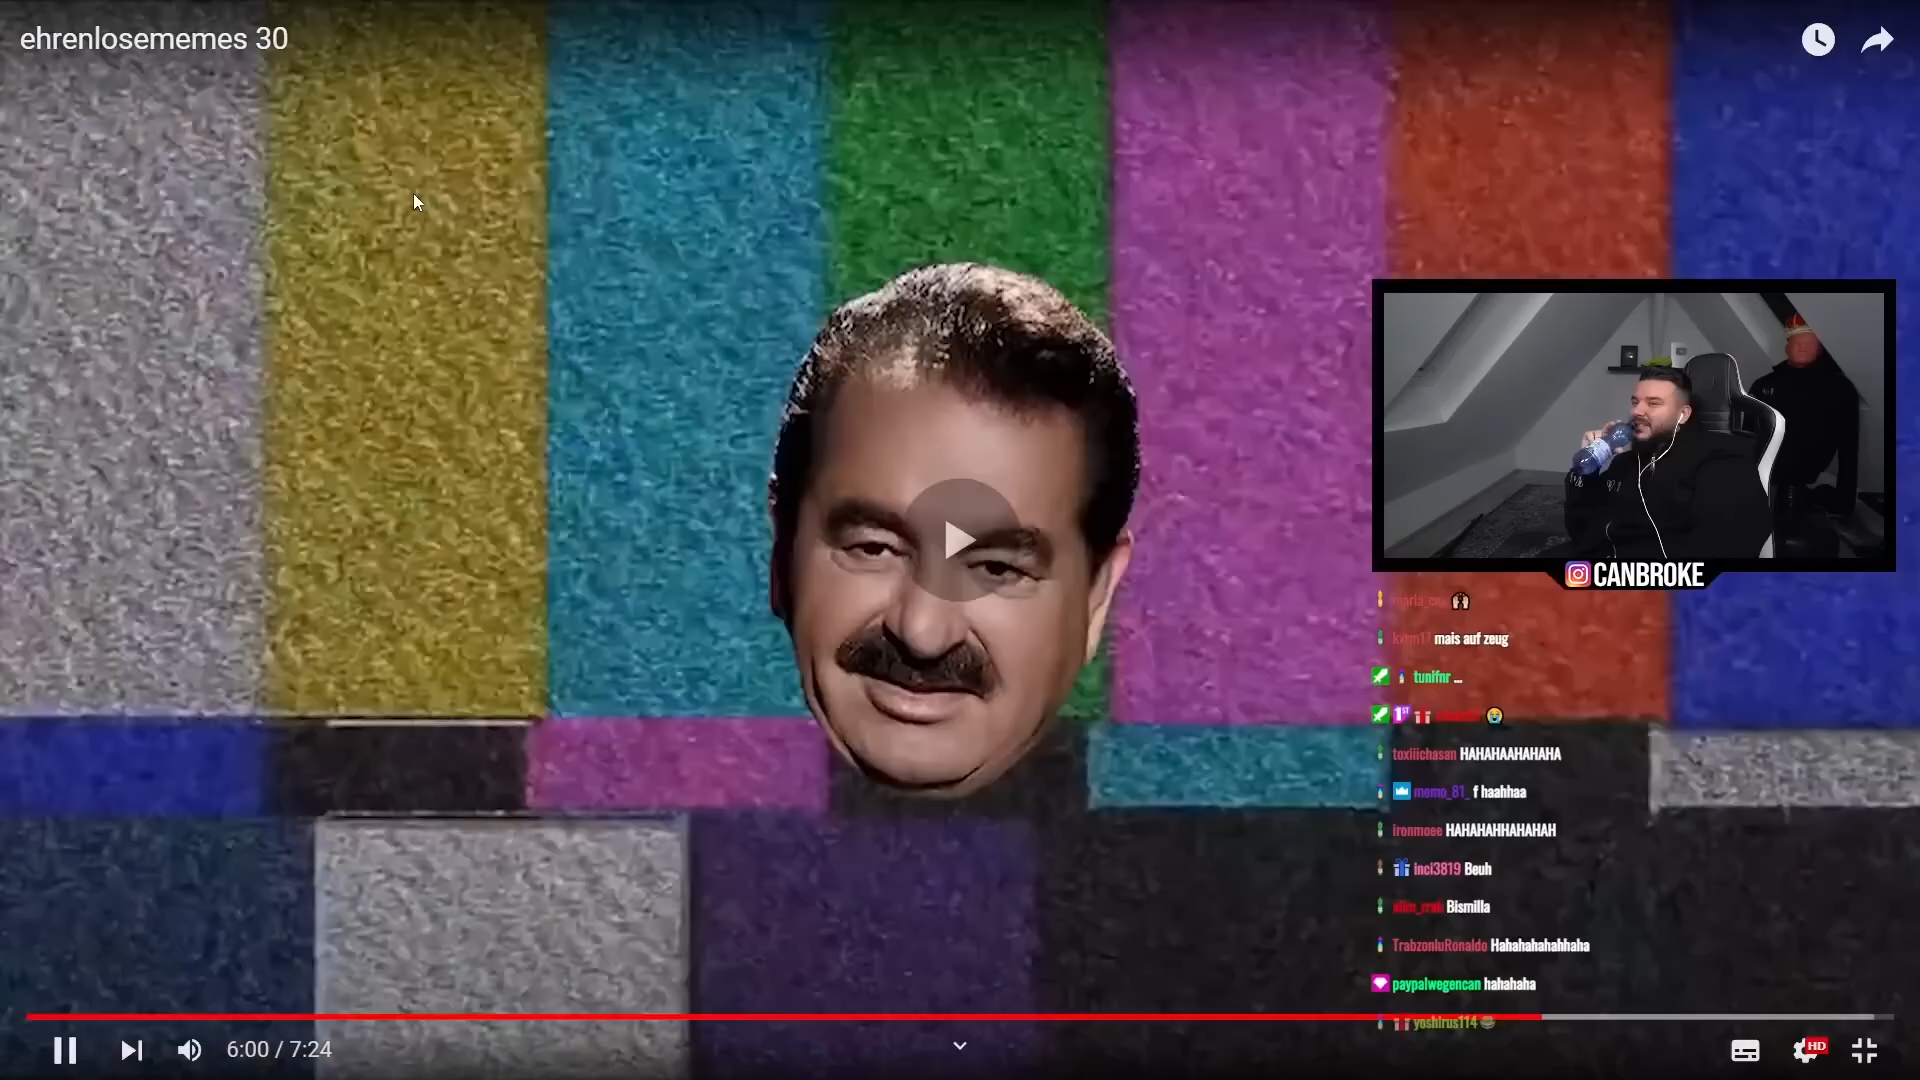 ehrenlosememes 30
CANBROKE
mais auf zeug
tunifnr ...
1ST
toxiiichasan HAHAHAAHAHAHA
memo_81_ f haahhaa
ironmoee HAHAHAHHAHAHAH
inci3819 Beuh
Bismilla
TrabzonluRonaldo Hahahahahahhaha
paypalwegencan hahahaha
yoshirus114
6:00 / 7:24
HD